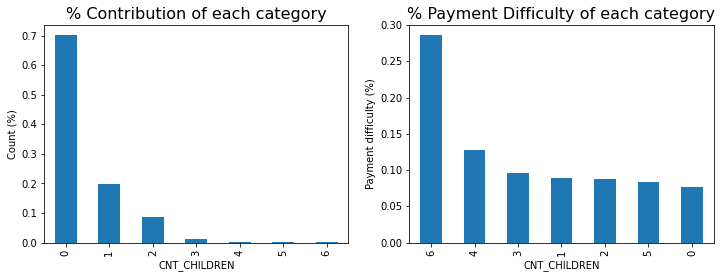 % Contribution of each category
Count (%)
0.7
0.6
0.5
0.4
0.3
0.2
0.1
0.0
0 1 2 3 4 5 6
CNT_CHILDREN
% Payment Difficulty of each category
Payment difficulty (%)
0.30
0.25
0.20
0.15
0.10
0.05
0.00
6 4 3 1 2 5 0
CNT_CHILDREN